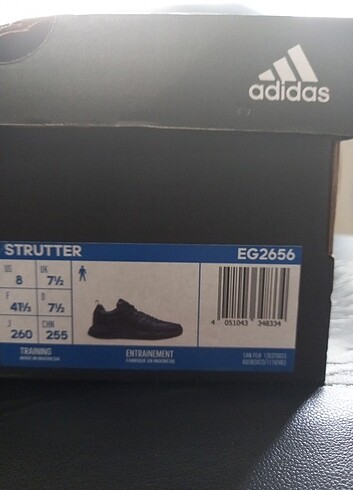 adidas
STRUTTER EG2656
US 8 UK 7½
F 41⅓ D 7½
J 260 CHN 255
4 051043 348334
TRAINING ENTRAINEMENT